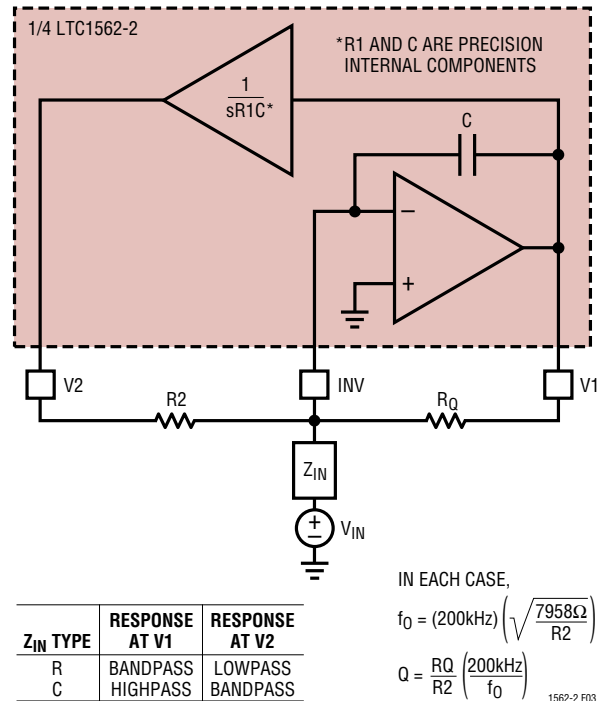 1/4 LTC1562-2
*R1 AND C ARE PRECISION
INTERNAL COMPONENTS
1
sR1C*
C
−
+
V2
INV
V1
R2
RQ
ZIN
+
−
VIN
ZIN TYPE RESPONSE AT V1 RESPONSE AT V2
R BANDPASS LOWPASS
C HIGHPASS BANDPASS
IN EACH CASE,
fO = (200kHz) (√(7958Ω / R2))
Q = RQ / R2 (200kHz / fO)
1562-2 F03